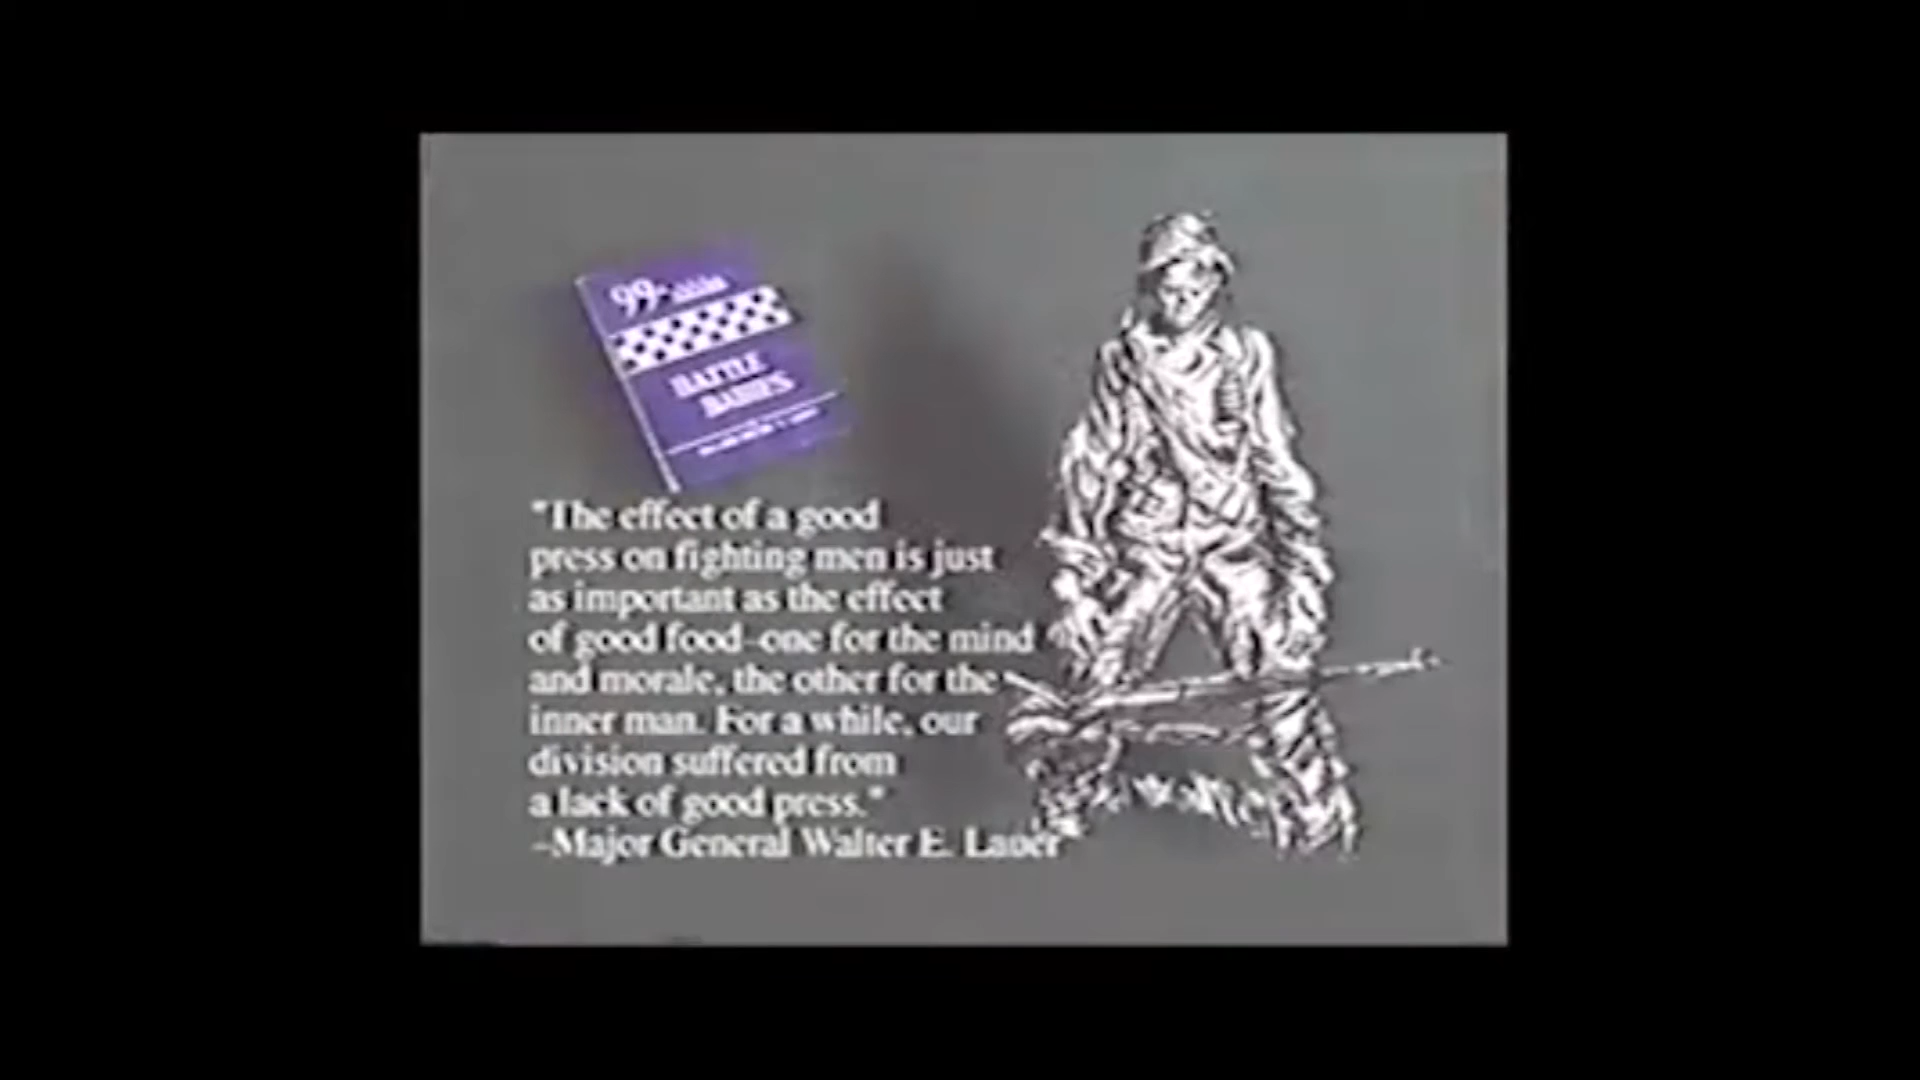 99
BATTLE
BABIES
"The effect of a good
press on fighting men is just
as important as the effect
of good food-one for the mind
and morale, the other for the
inner man. For a while, our
division suffered from
a lack of good press."
-Major General Walter E. Lauer